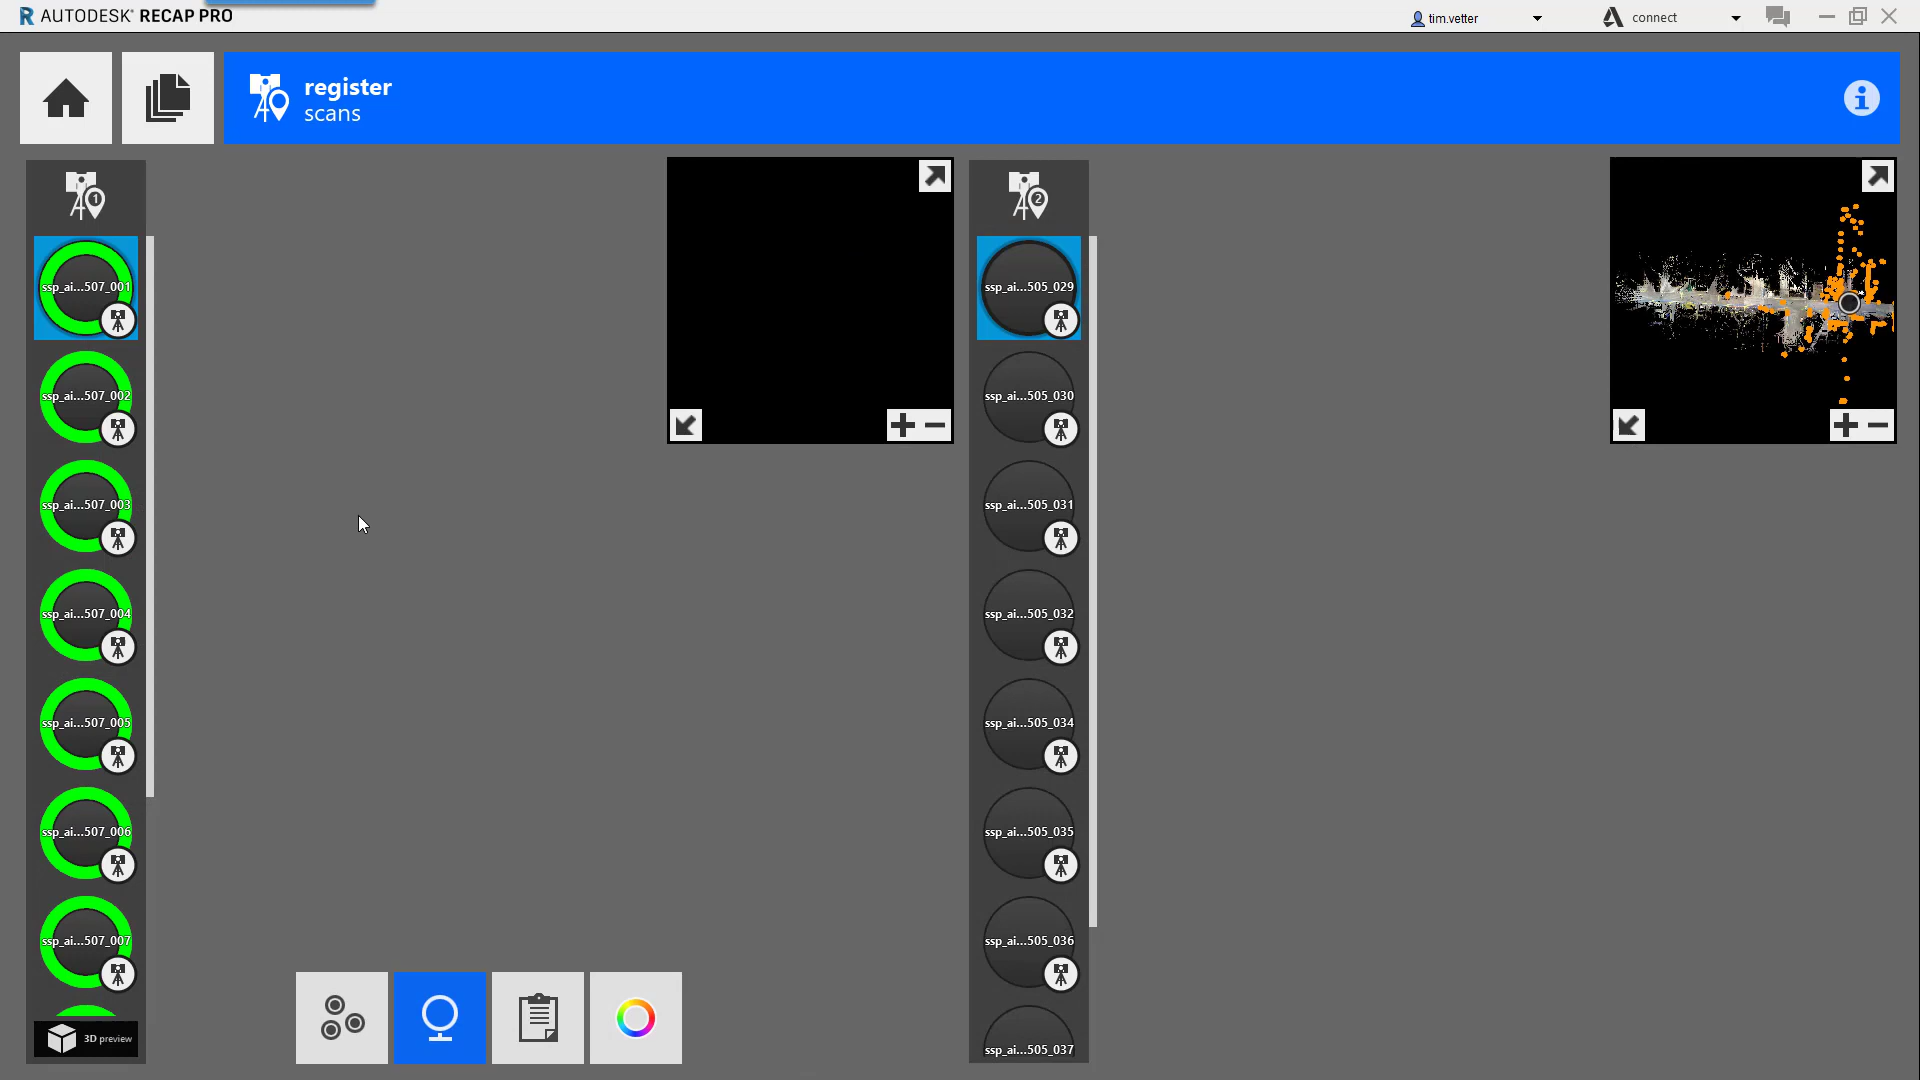 R AUTODESK® RECAP PRO
tim.vetter
connect
register
scans
1
2
ssp_ai...507_001
ssp_ai...507_002
ssp_ai...507_003
ssp_ai...507_004
ssp_ai...507_005
ssp_ai...507_006
ssp_ai...507_007
3D preview
ssp_ai...505_029
ssp_ai...505_030
ssp_ai...505_031
ssp_ai...505_032
ssp_ai...505_034
ssp_ai...505_035
ssp_ai...505_036
ssp_ai...505_037